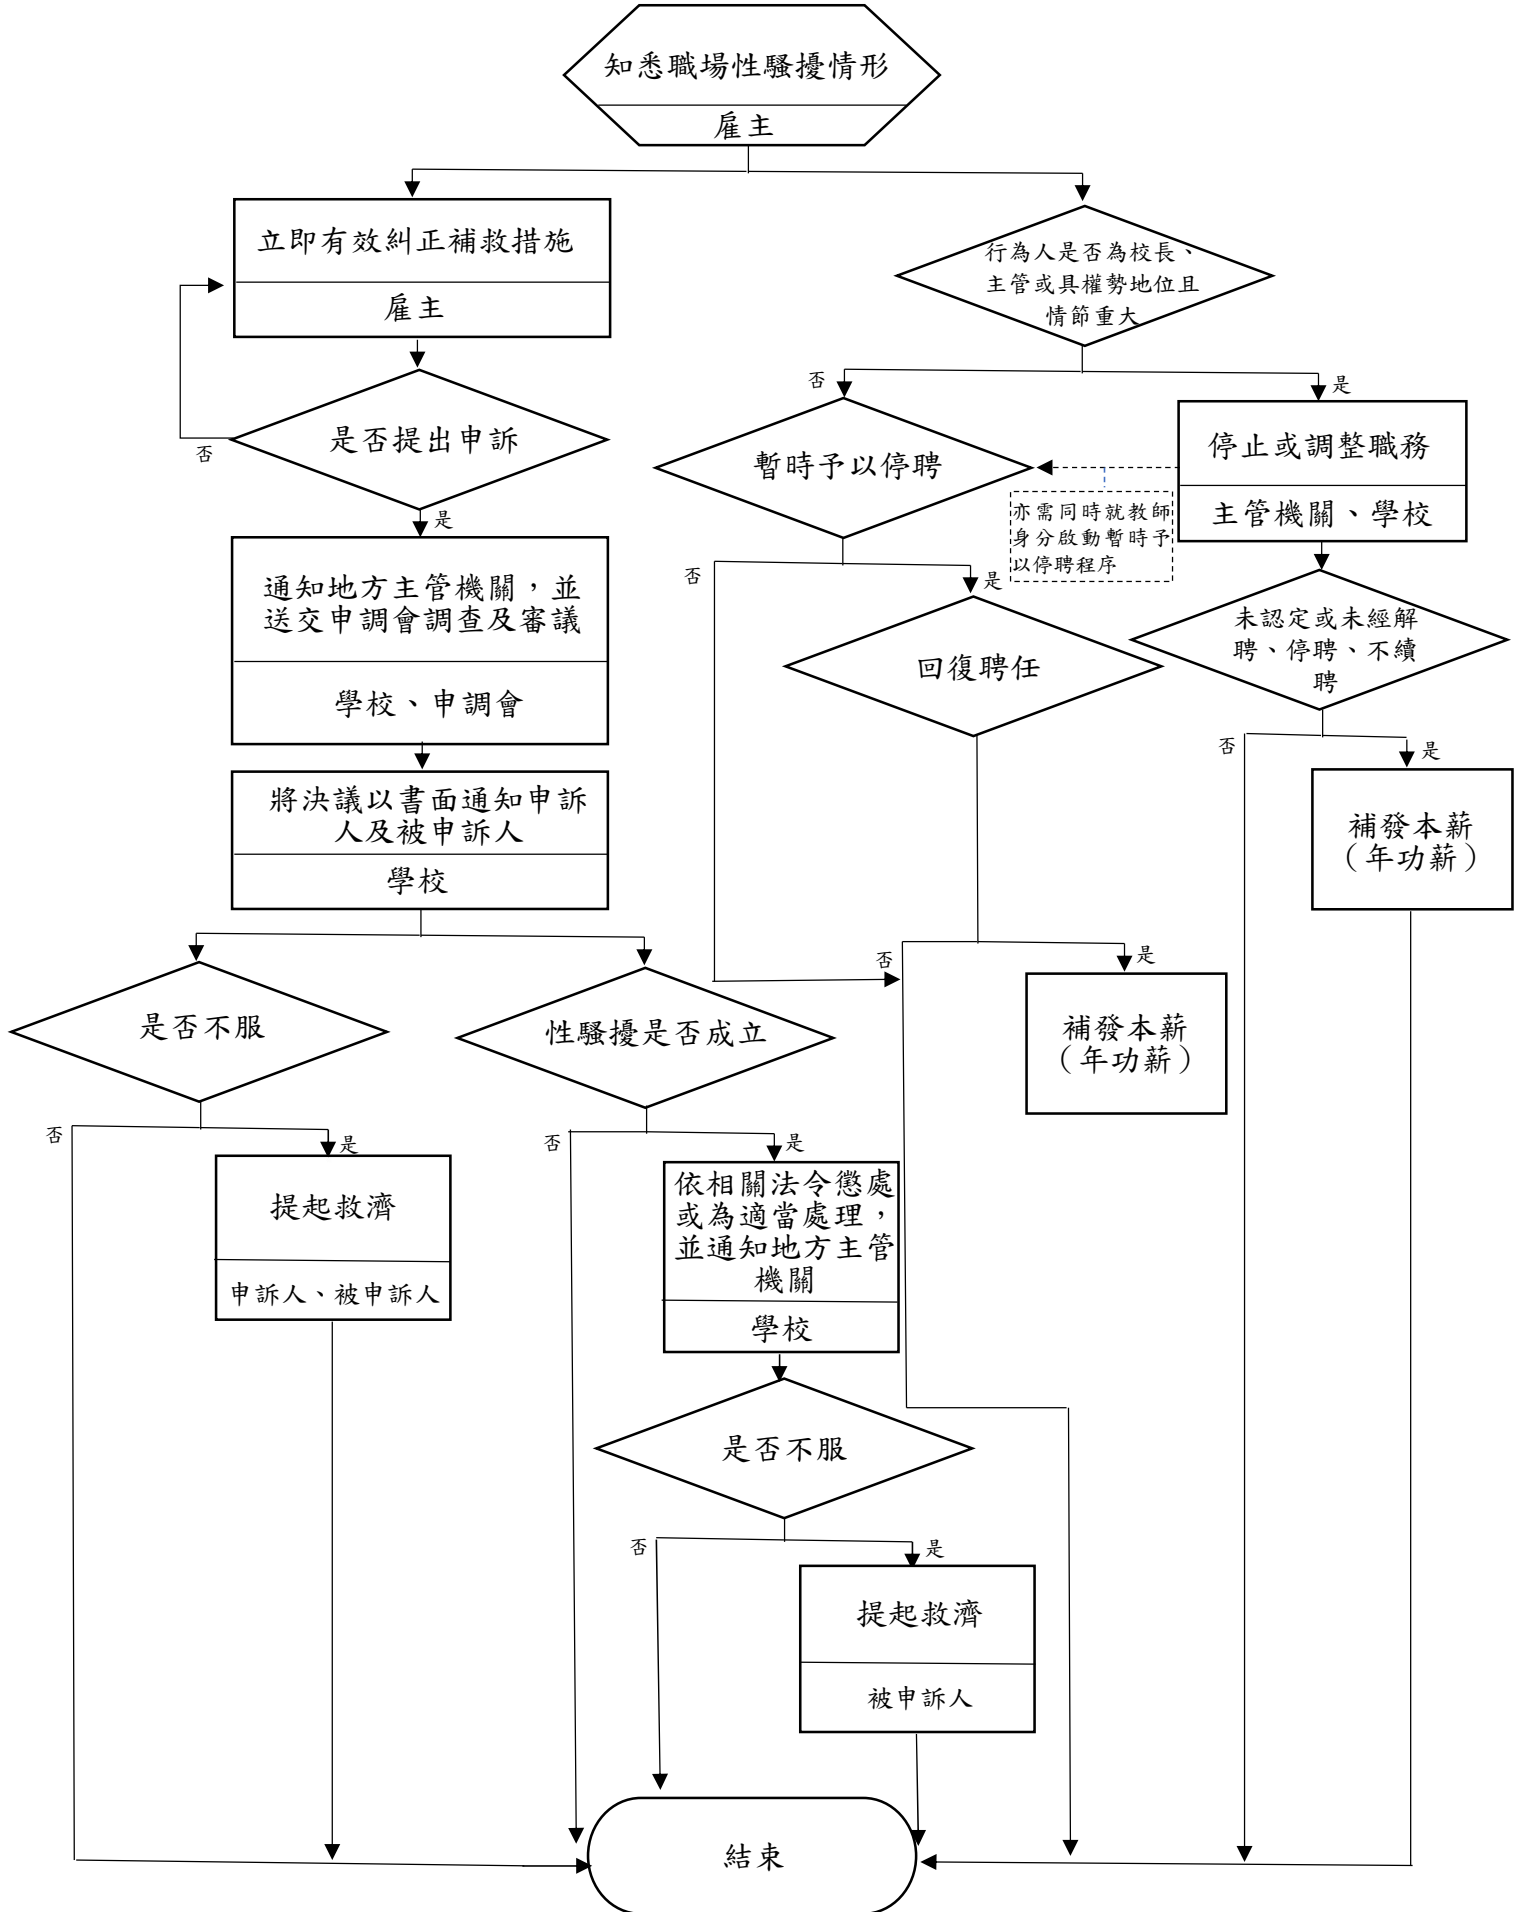 知悉職場性騷擾情形
雇主
立即有效糾正補救措施
雇主
行為人是否為校長、
主管或具權勢地位且
情節重大
否
是
是否提出申訴
否
是
暫時予以停聘
停止或調整職務
主管機關、學校
亦需同時就教師
身分啟動暫時予
以停聘程序
通知地方主管機關，並
送交申調會調查及審議
學校、申調會
否
是
回復聘任
未認定或未經解
聘、停聘、不續
聘
否
是
將決議以書面通知申訴
人及被申訴人
學校
補發本薪
（年功薪）
否
是
是否不服
性騷擾是否成立
補發本薪
（年功薪）
否
是
否
是
提起救濟
申訴人、被申訴人
依相關法令懲處
或為適當處理，
並通知地方主管
機關
學校
是否不服
否
是
提起救濟
被申訴人
結束